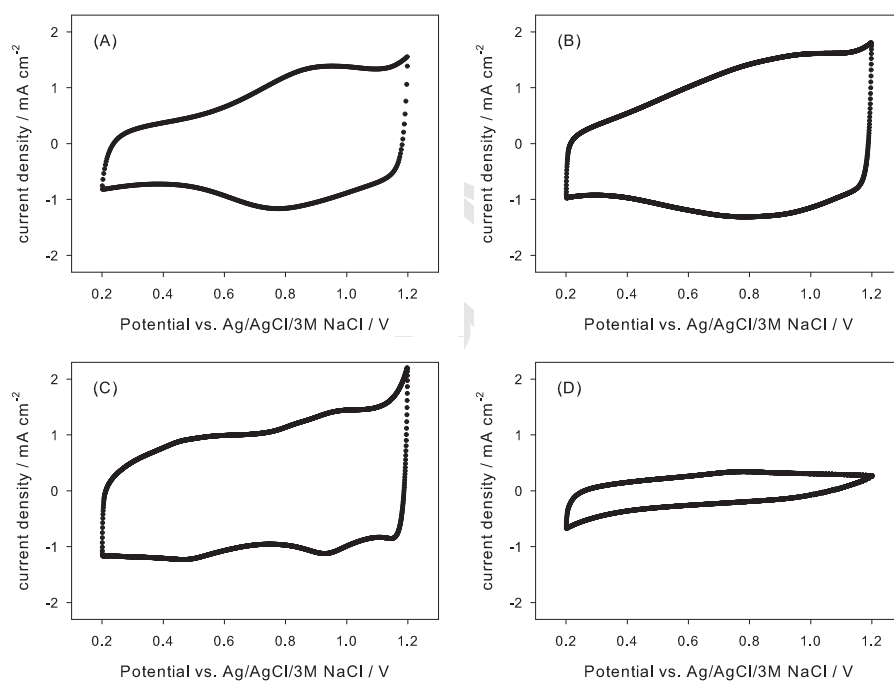 (A)
current density / mA cm-2
2
1
0
-1
-2
0.2 0.4 0.6 0.8 1.0 1.2
Potential vs. Ag/AgCl/3M NaCl / V
(B)
current density / mA cm-2
2
1
0
-1
-2
0.2 0.4 0.6 0.8 1.0 1.2
Potential vs. Ag/AgCl/3M NaCl / V
(C)
current density / mA cm-2
2
1
0
-1
-2
0.2 0.4 0.6 0.8 1.0 1.2
Potential vs. Ag/AgCl/3M NaCl / V
(D)
current density / mA cm-2
2
1
0
-1
-2
0.2 0.4 0.6 0.8 1.0 1.2
Potential vs. Ag/AgCl/3M NaCl / V